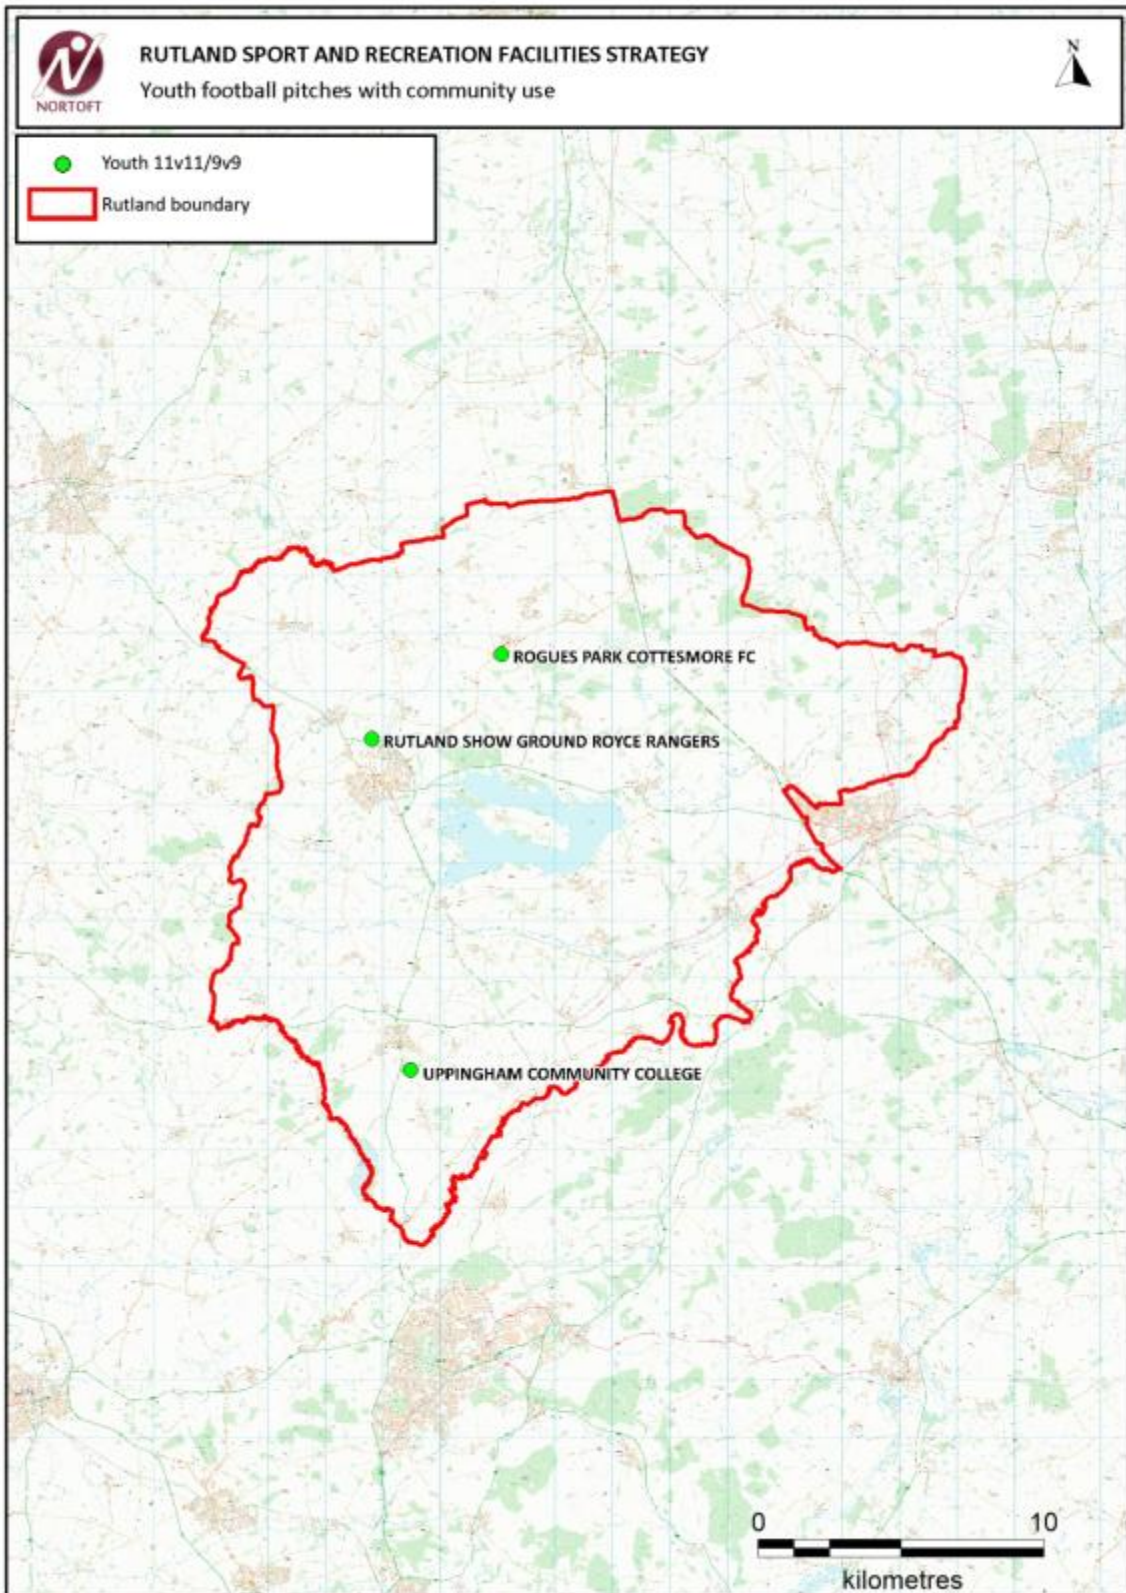 RUTLAND SPORT AND RECREATION FACILITIES STRATEGY
Youth football pitches with community use
NORTOFT
N
Youth 11v11/9v9
Rutland boundary
ROGUES PARK COTTESMORE FC
RUTLAND SHOW GROUND ROYCE RANGERS
UPPINGHAM COMMUNITY COLLEGE
0 10
kilometres